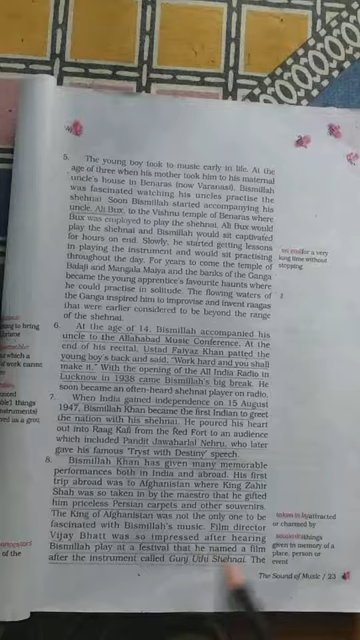 5. The young boy took to music early in life. At the
age of three when his mother took him to his maternal
uncle's house in Benaras (now Varanasi), Bismillah
was fascinated watching his uncles practise the
shehnai. Soon Bismillah started accompanying his
uncle, Ali Bux, to the Vishnu temple of Benaras where
Bux was employed to play the shehnai. Ali Bux would
play the shehnai and Bismillah would sit captivated
for hours on end. Slowly, he started getting lessons
in playing the instrument and would sit practising
throughout the day. For years to come the temple of
Balaji and Mangala Maiya and the banks of the Ganga
became the young apprentice's favourite haunts where
he could practise in solitude. The flowing waters of
the Ganga inspired him to improvise and invent raagas
that were earlier considered to be beyond the range
of the shehnai.
6. At the age of 14, Bismillah accompanied his
uncle to the Allahabad Music Conference. At the
end of his recital, Ustad Faiyaz Khan patted the
young boy's back and said, "Work hard and you shall
make it." With the opening of the All India Radio in
Lucknow in 1938 came Bismillah's big break. He
soon became an often-heard shehnai player on radio.
7. When India gained independence on 15 August
1947, Bismillah Khan became the first Indian to greet
the nation with his shehnai. He poured his heart
out into Raag Kafi from the Red Fort to an audience
which included Pandit Jawaharlal Nehru, who later
gave his famous 'Tryst with Destiny' speech.
8. Bismillah Khan has given many memorable
performances both in India and abroad. His first
trip abroad was to Afghanistan where King Zahir
Shah was so taken in by the maestro that he gifted
him priceless Persian carpets and other souvenirs.
The King of Afghanistan was not the only one to be
fascinated with Bismillah's music. Film director
Vijay Bhatt was so impressed after hearing
Bismillah play at a festival that he named a film
after the instrument called Gunj Uthi Shehnai. The
on end: for a very
long time without
stopping
taken in by: attracted
or charmed by
souvenirs: things
given in memory of a
place, person or
event
The Sound of Music / 23
to bring
which a
work cannot
things
instruments)
of the